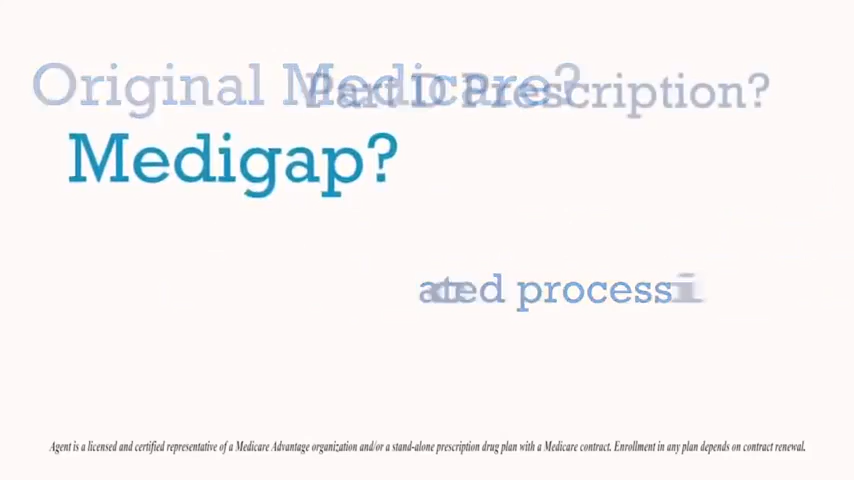 Original Medicare?
Part D Prescription?
Medigap?
process
Agent is a licensed and certified representative of a Medicare Advantage organization and/or a stand-alone prescription drug plan with a Medicare contract. Enrollment in any plan depends on contract renewal.